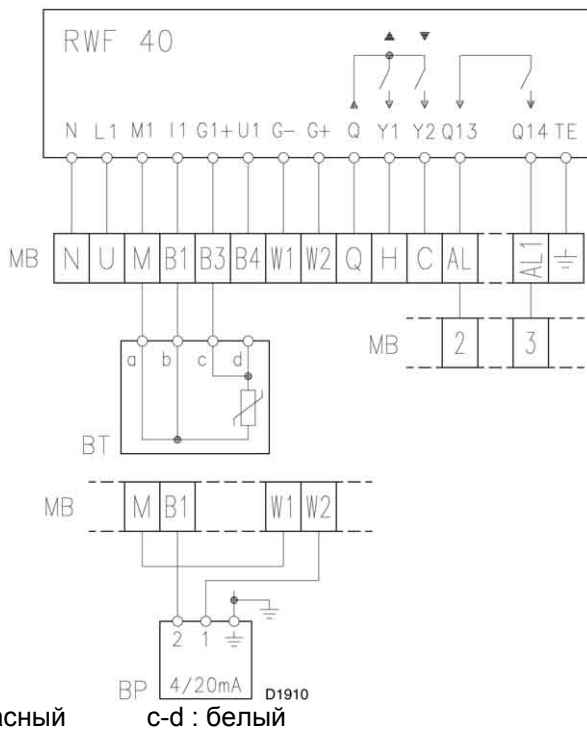 RWF 40
N L1 M1 I1 G1+ U1 G- G+ Q Y1 Y2 Q13 Q14 TE
MB N U M B1 B3 B4 W1 W2 Q H C AL AL1
MB 2 3
a b c d
BT
MB M B1 W1 W2
2 1
BP 4/20mA D1910
асный c-d : белый